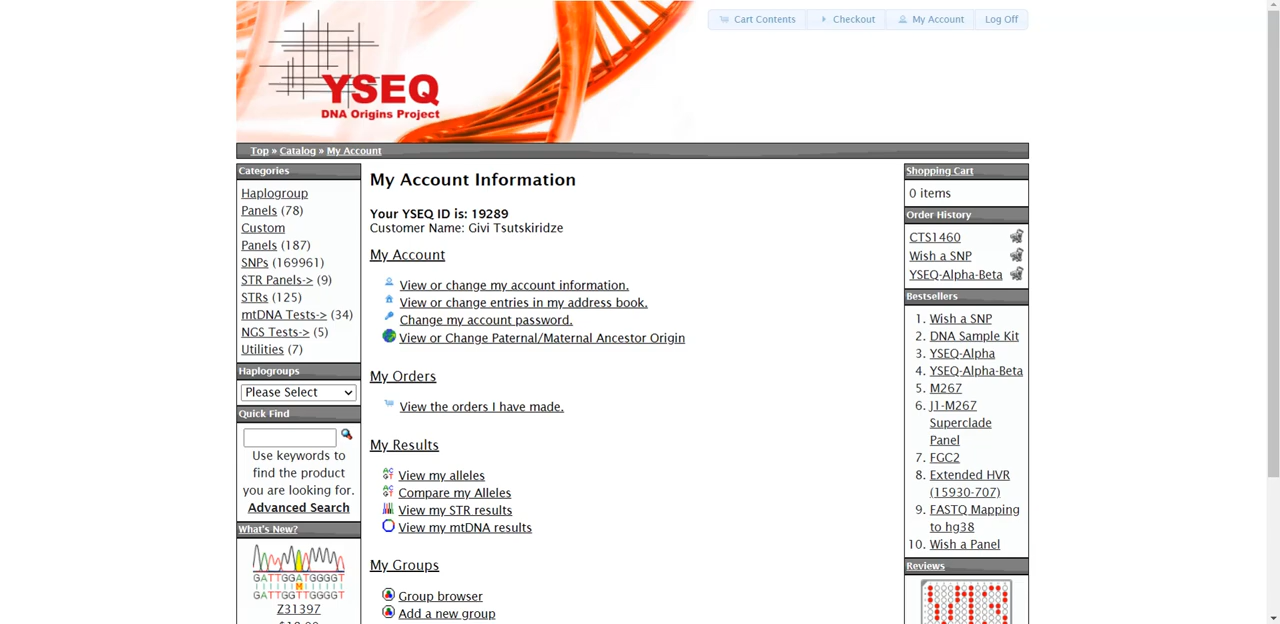 Cart Contents
Checkout
My Account
Log Off
YSEQ
DNA Origins Project
Top » Catalog » My Account
Categories
Haplogroup
Panels (78)
Custom
Panels (187)
SNPs (169961)
STR Panels-> (9)
STRs (125)
mtDNA Tests-> (34)
NGS Tests-> (5)
Utilities (7)
Haplogroups
Please Select
Quick Find
Use keywords to
find the product
you are looking for.
Advanced Search
What's New?
GATTGGATGGGGT
GATTGGTTGGGGT
Z31397
My Account Information
Your YSEQ ID is: 19289
Customer Name: Givi Tsutskiridze
My Account
View or change my account information.
View or change entries in my address book.
Change my account password.
View or Change Paternal/Maternal Ancestor Origin
My Orders
View the orders I have made.
My Results
View my alleles
Compare my Alleles
View my STR results
View my mtDNA results
My Groups
Group browser
Add a new group
Shopping Cart
0 items
Order History
CTS1460
Wish a SNP
YSEQ-Alpha-Beta
Bestsellers
1. Wish a SNP
2. DNA Sample Kit
3. YSEQ-Alpha
4. YSEQ-Alpha-Beta
5. M267
6. J1-M267
Superclade
Panel
7. FGC2
8. Extended HVR
(15930-707)
9. FASTQ Mapping
to hg38
10. Wish a Panel
Reviews